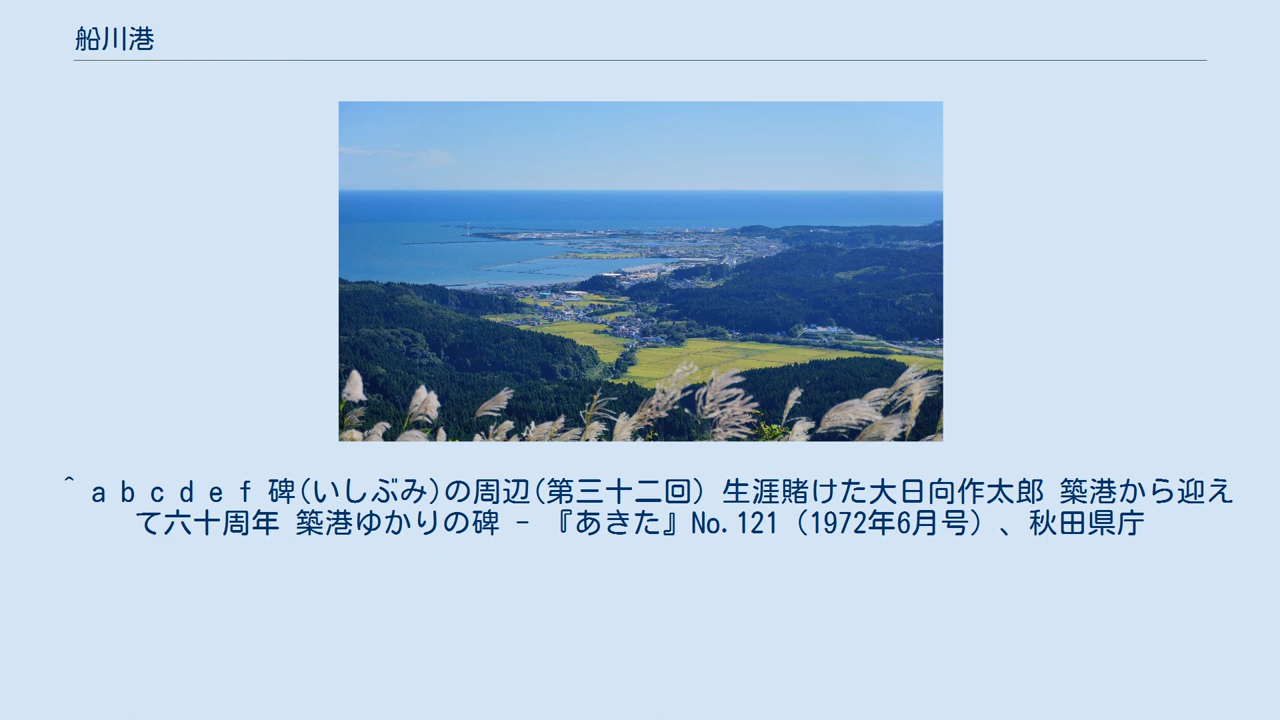 船川港
^ a b c d e f 碑(いしぶみ)の周辺(第三十二回) 生涯賭けた大日向作太郎 築港から迎え
て六十周年 築港ゆかりの碑 - 『あきた』No.121（1972年6月号）、秋田県庁